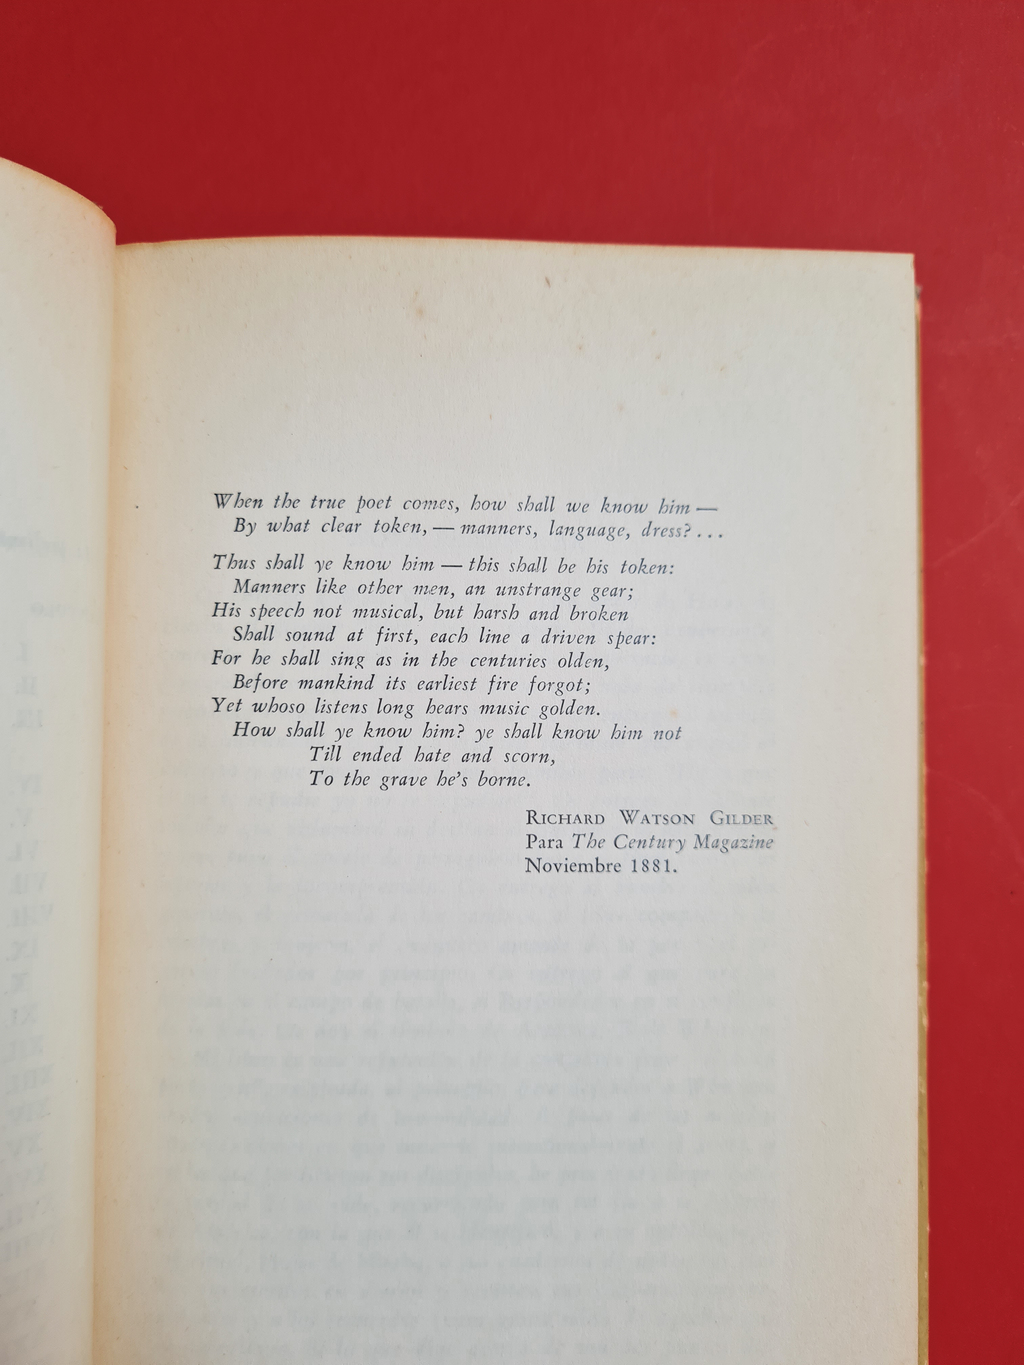 When the true poet comes, how shall we know him —
By what clear token, — manners, language, dress? . . .
Thus shall ye know him — this shall be his token:
Manners like other men, an unstrange gear;
His speech not musical, but harsh and broken
Shall sound at first, each line a driven spear:
For he shall sing as in the centuries olden,
Before mankind its earliest fire forgot;
Yet whoso listens long hears music golden.
How shall ye know him? ye shall know him not
Till ended hate and scorn,
To the grave he's borne.
RICHARD WATSON GILDER
Para The Century Magazine
Noviembre 1881.